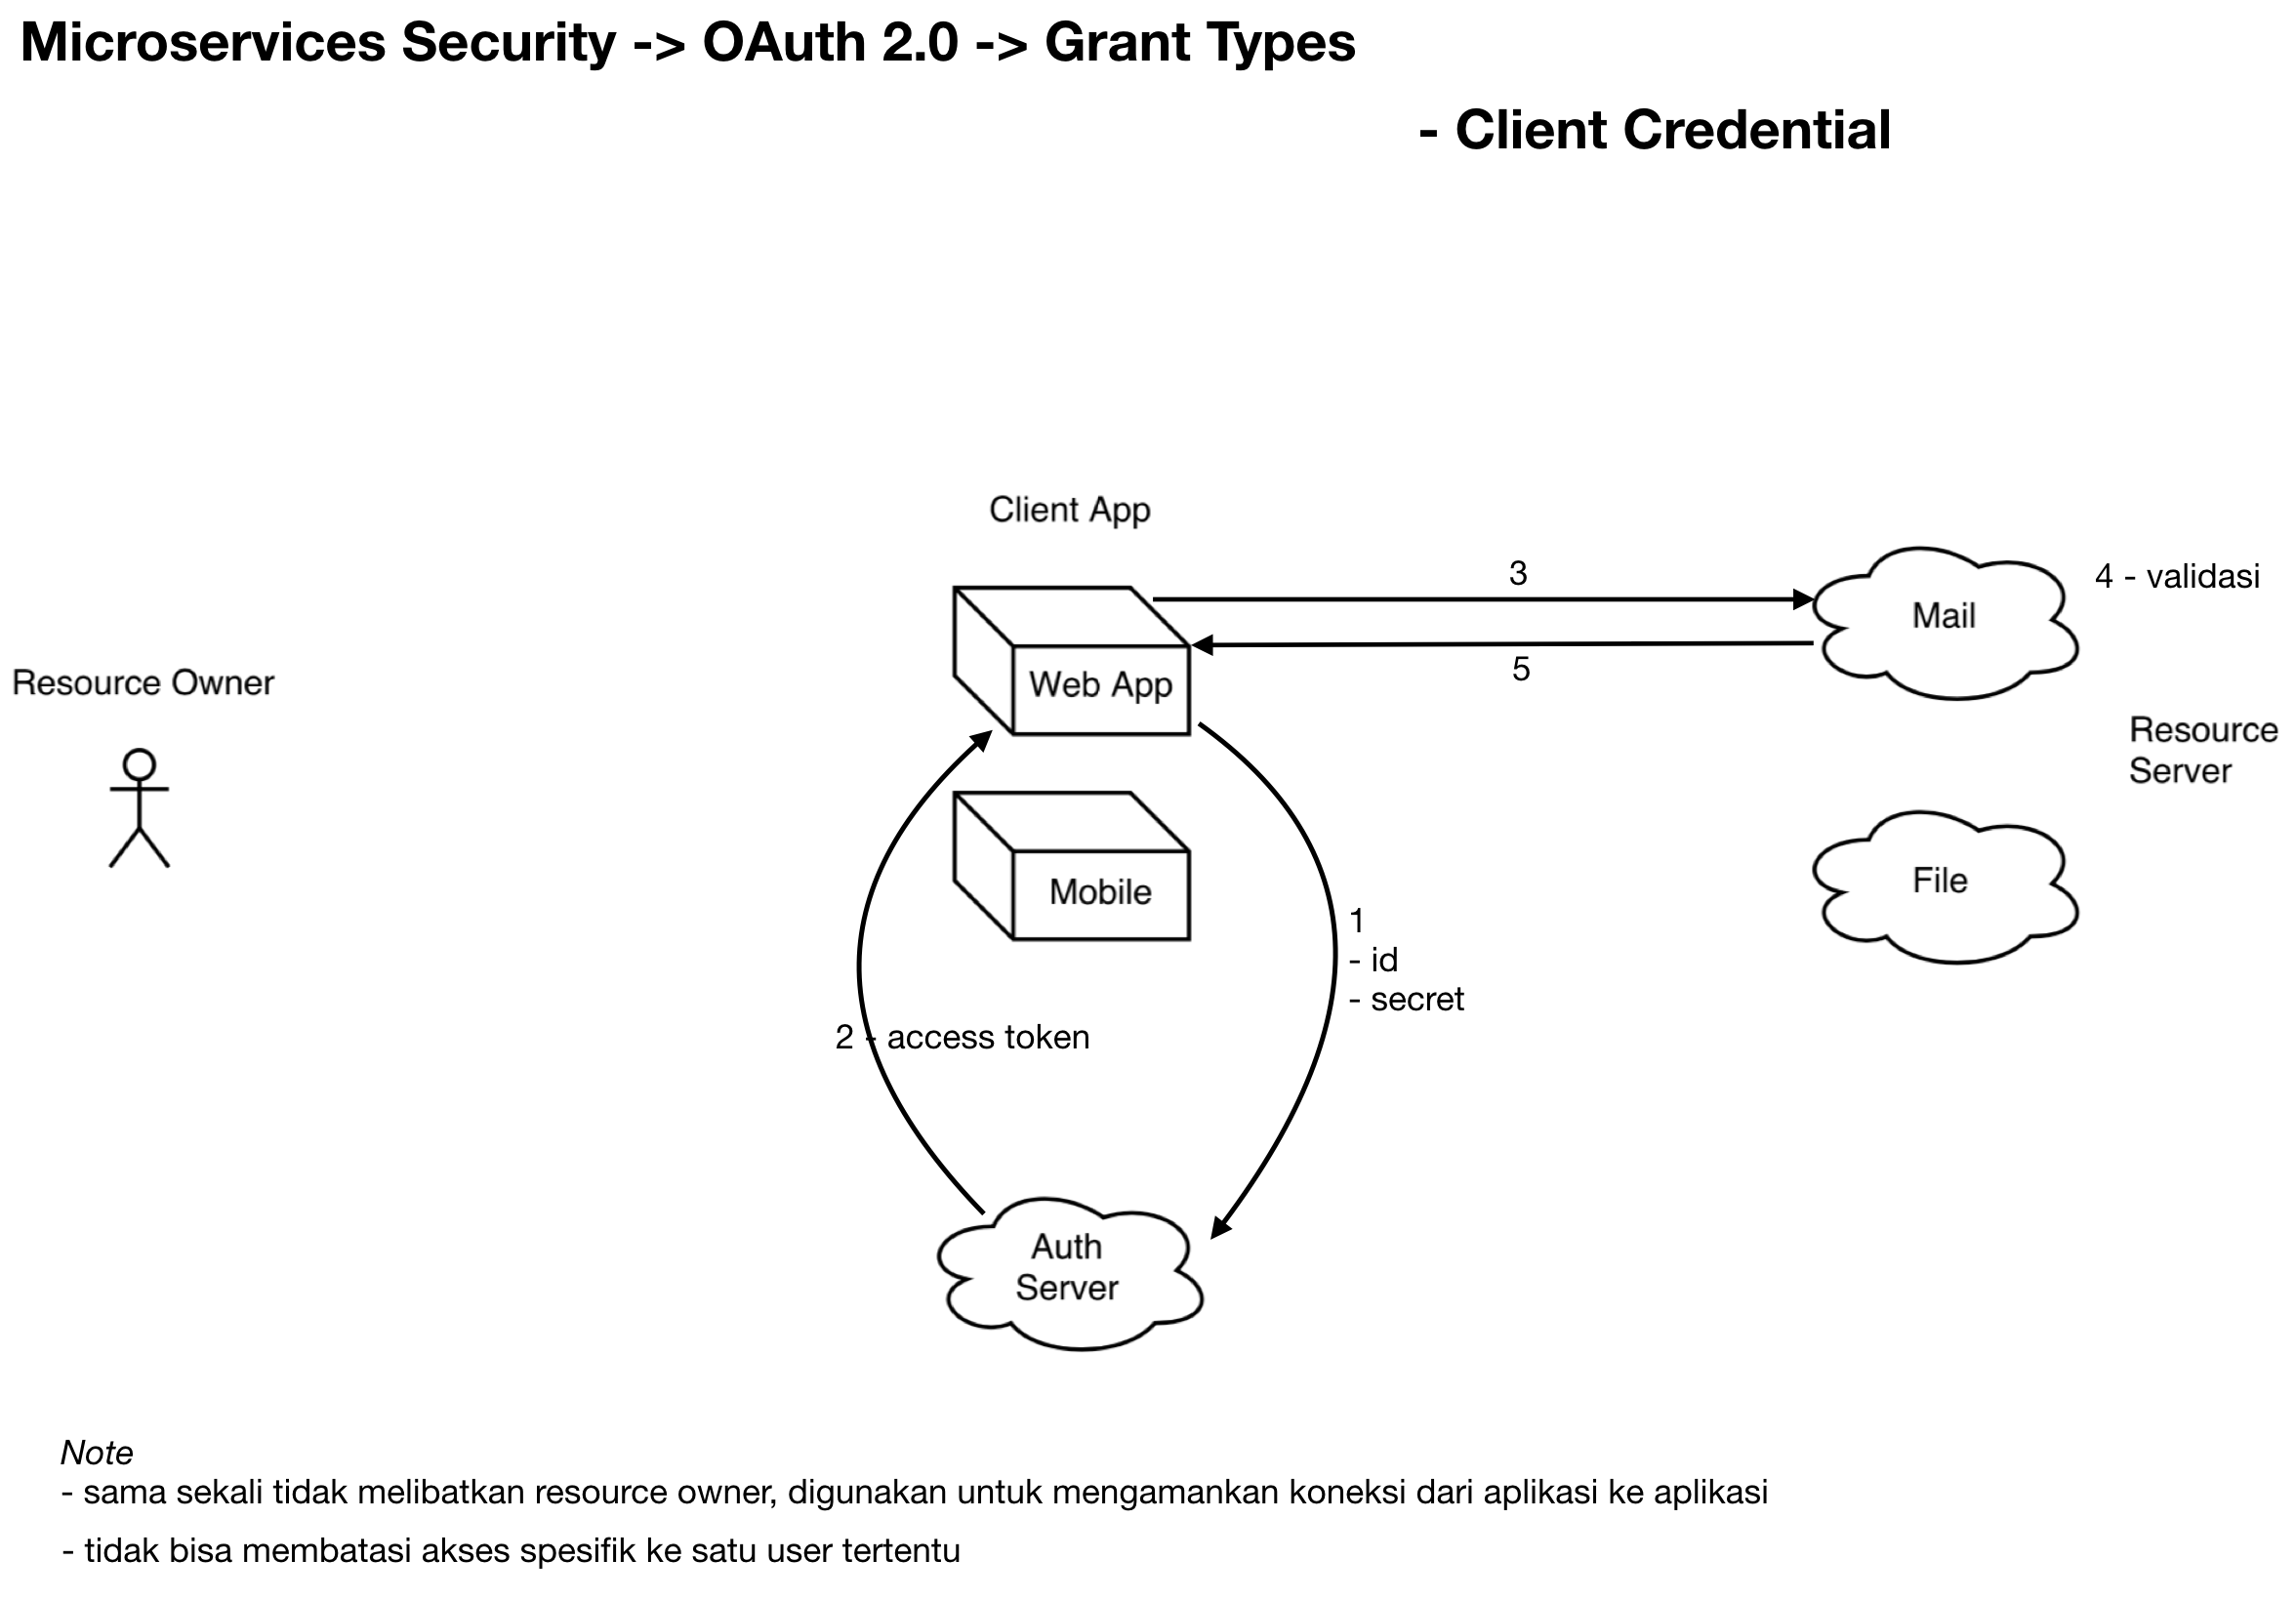 Microservices Security -> OAuth 2.0 -> Grant Types
- Client Credential
Client App
3
Mail
4 - validasi
5
Web App
Resource Owner
Resource
Server
Mobile
File
1
- id
- secret
2 - access token
Auth
Server
Note
- sama sekali tidak melibatkan resource owner, digunakan untuk mengamankan koneksi dari aplikasi ke aplikasi
- tidak bisa membatasi akses spesifik ke satu user tertentu